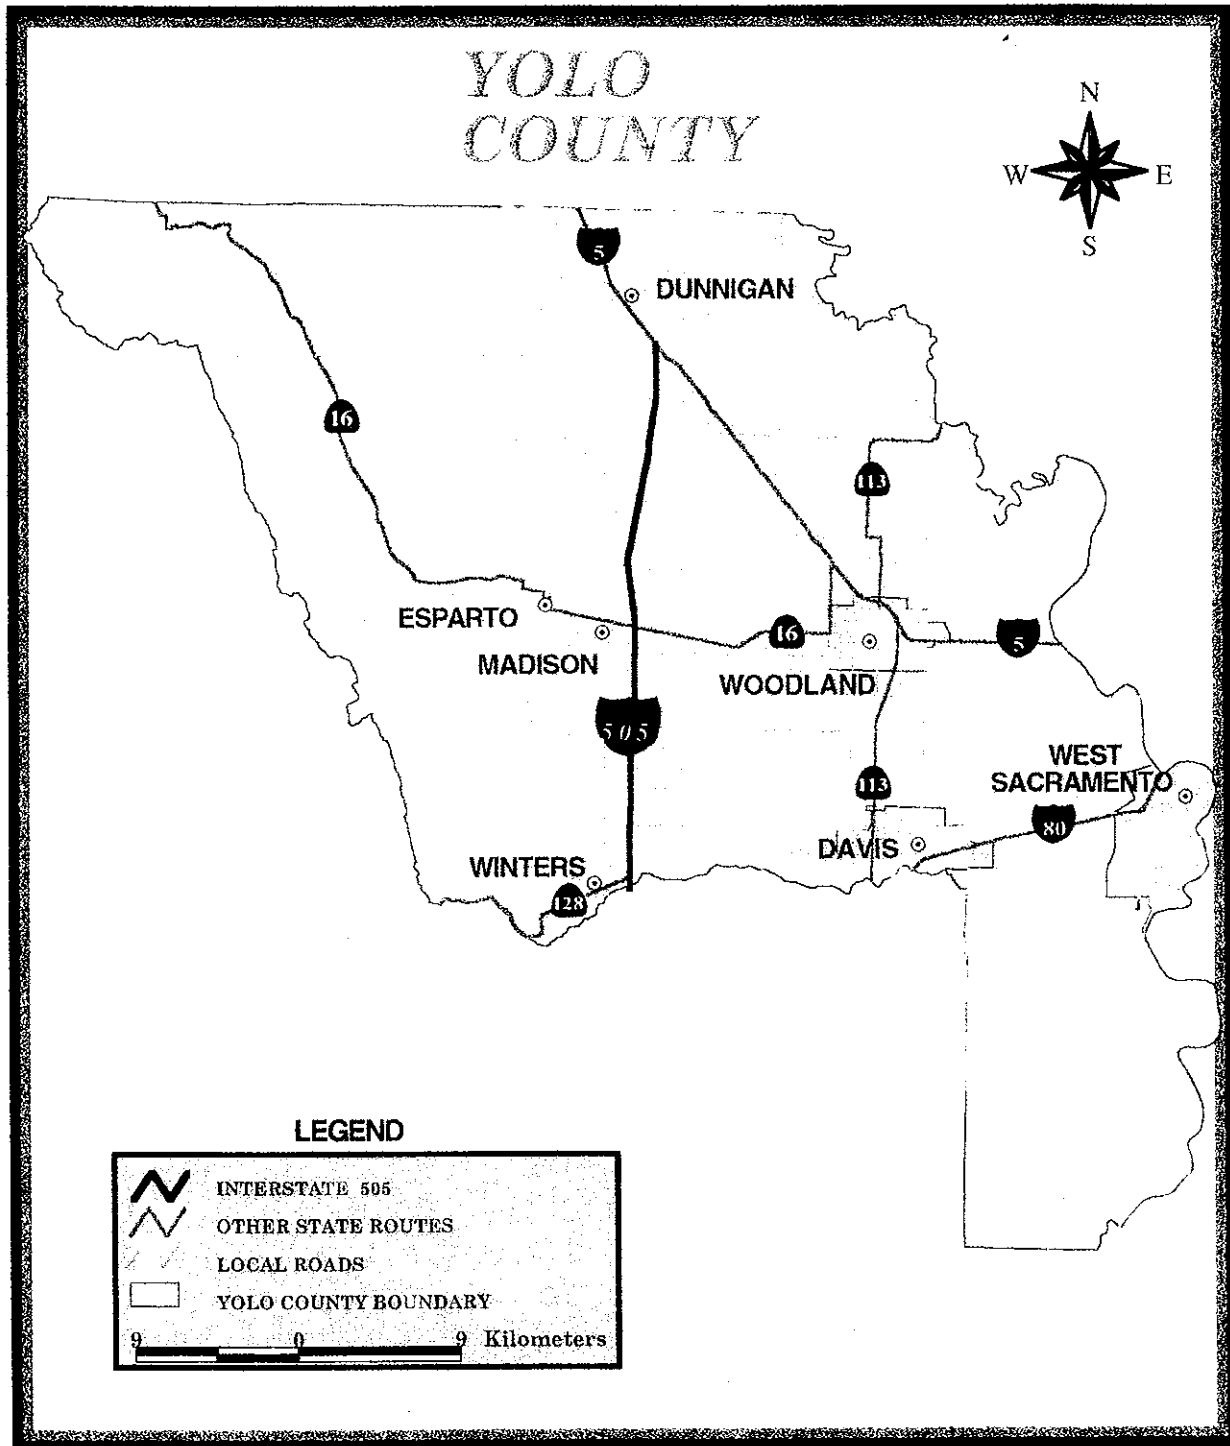 YOLO
COUNTY
N
W E
S
5
DUNNIGAN
16
113
ESPARTO
MADISON
16
5
WOODLAND
505
WEST
SACRAMENTO
113
80
DAVIS
WINTERS
128
LEGEND
INTERSTATE 505
OTHER STATE ROUTES
LOCAL ROADS
YOLO COUNTY BOUNDARY
9 0 9 Kilometers